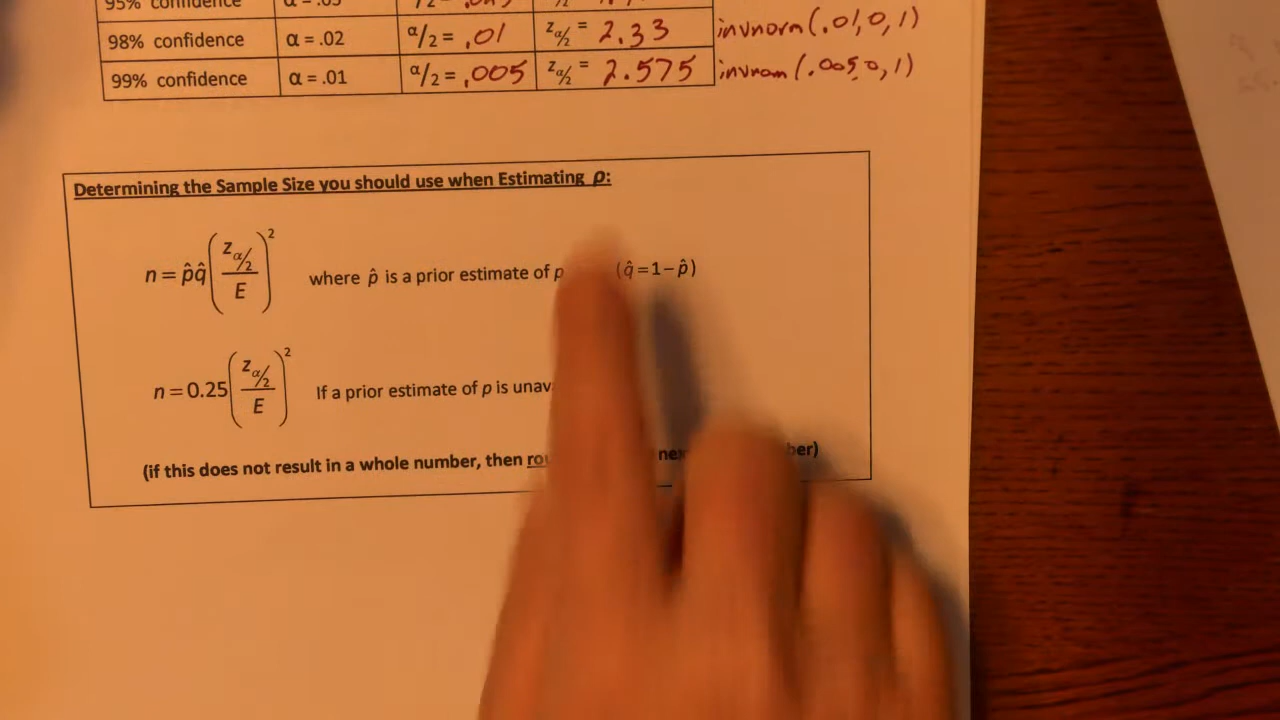 95% confidence α = .05
98% confidence α = .02 α/2 = .01 zα/2 = 2.33 invnorm(.01,0,1)
99% confidence α = .01 α/2 = .005 zα/2 = 2.575 invnorm(.005,0,1)
Determining the Sample Size you should use when Estimating p:
n = p̂q̂(zα/2/E)² where p̂ is a prior estimate of p (q̂=1−p̂)
n = 0.25(zα/2/E)² If a prior estimate of p is
(if this does not result in a whole number, then